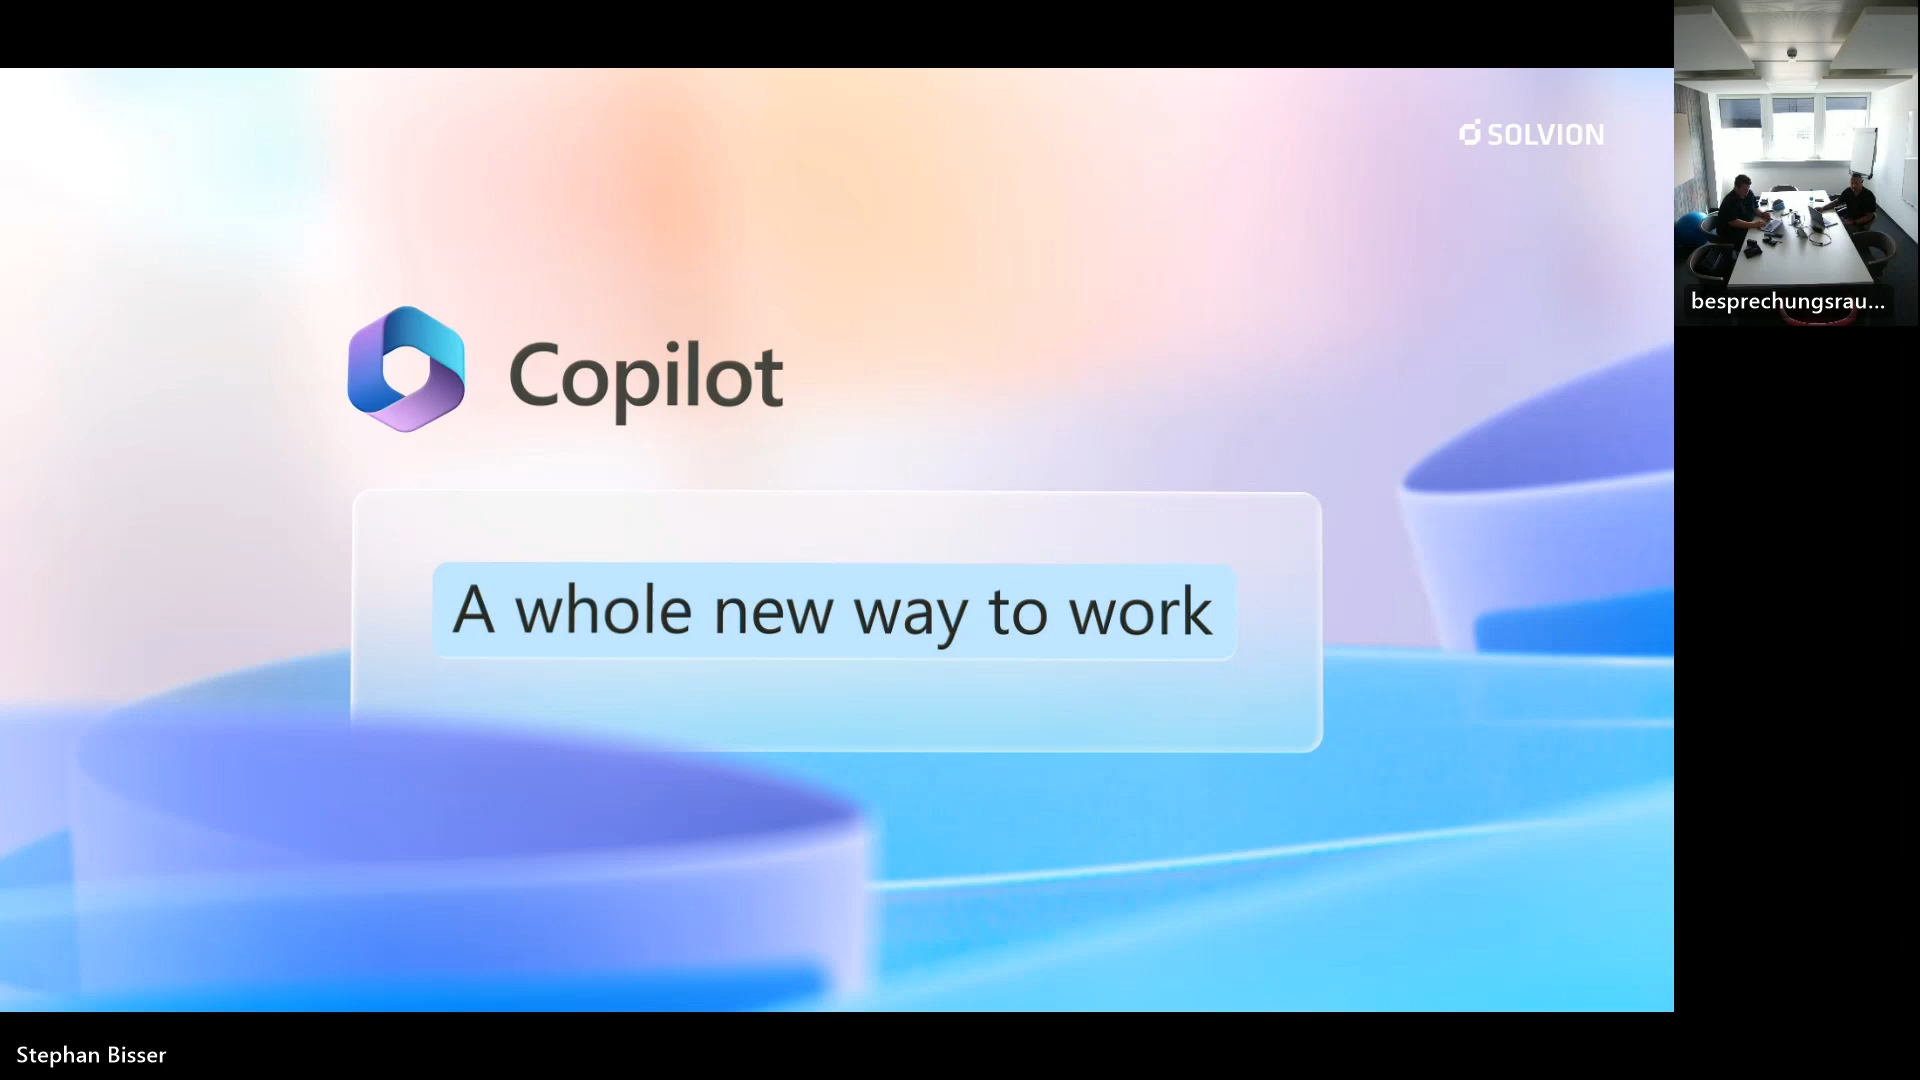 SOLVION
Copilot
A whole new way to work
besprechungsrau...
Stephan Bisser